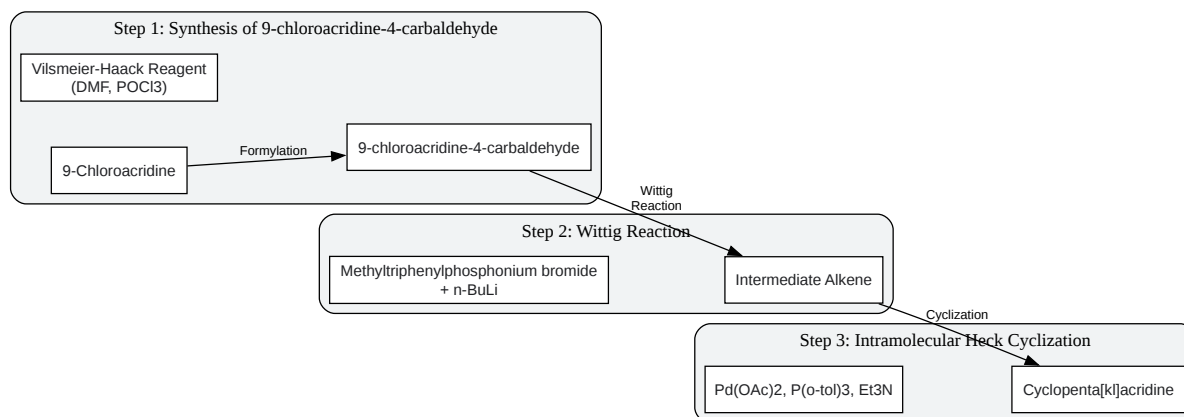 Step 1: Synthesis of 9-chloroacridine-4-carbaldehyde
Vilsmeier-Haack Reagent
(DMF, POCl3)
9-Chloroacridine
Formylation
9-chloroacridine-4-carbaldehyde
Wittig
Reaction
Step 2: Wittig Reaction
Methyltriphenylphosphonium bromide
+ n-BuLi
Intermediate Alkene
Cyclization
Step 3: Intramolecular Heck Cyclization
Pd(OAc)2, P(o-tol)3, Et3N
Cyclopenta[kl]acridine